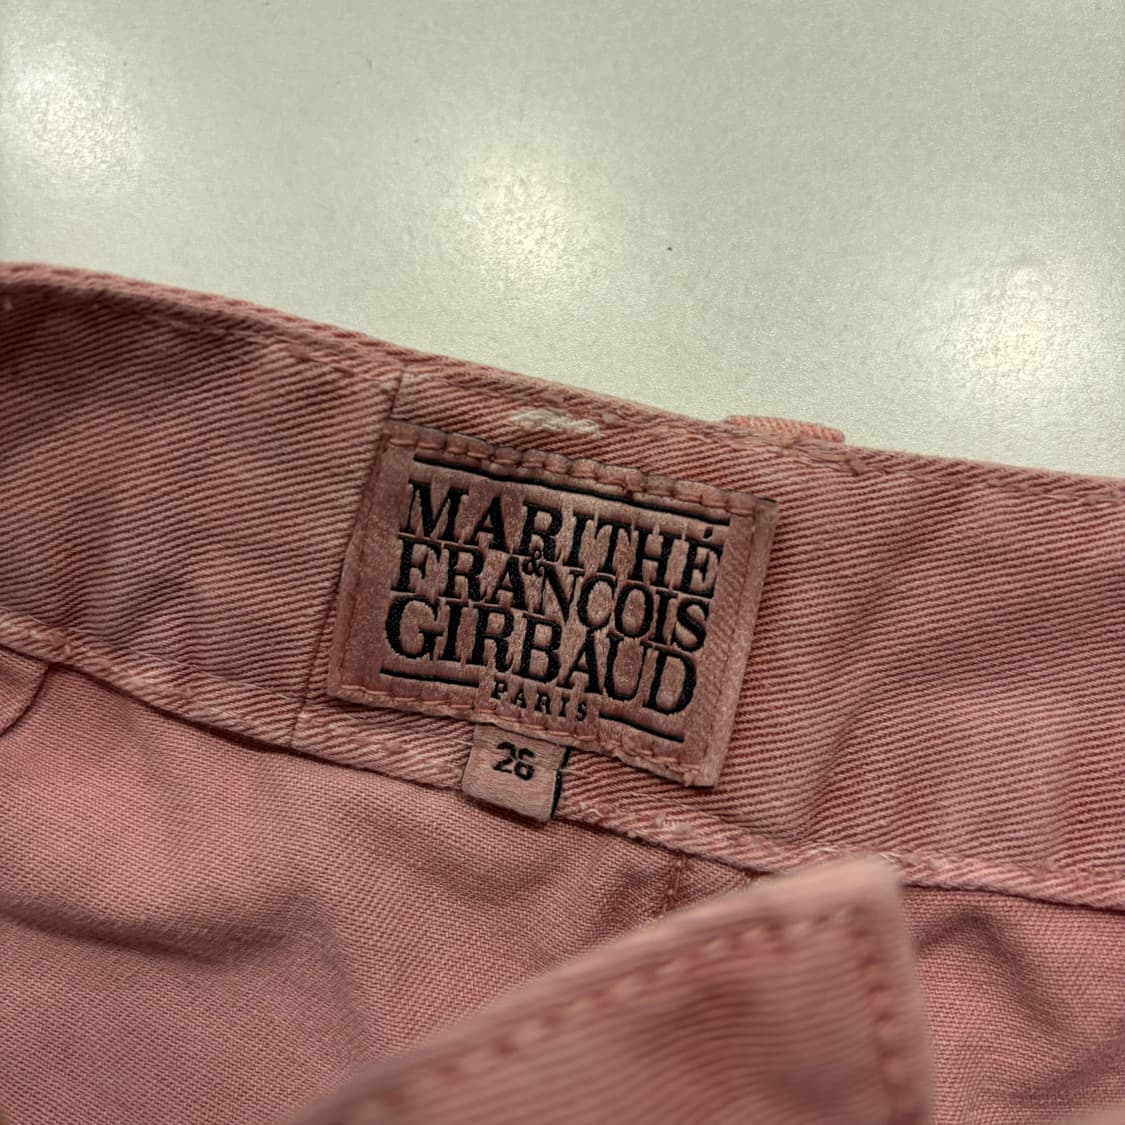 MARITHÉ
&
FRANÇOIS
GIRBAUD
PARIS
26